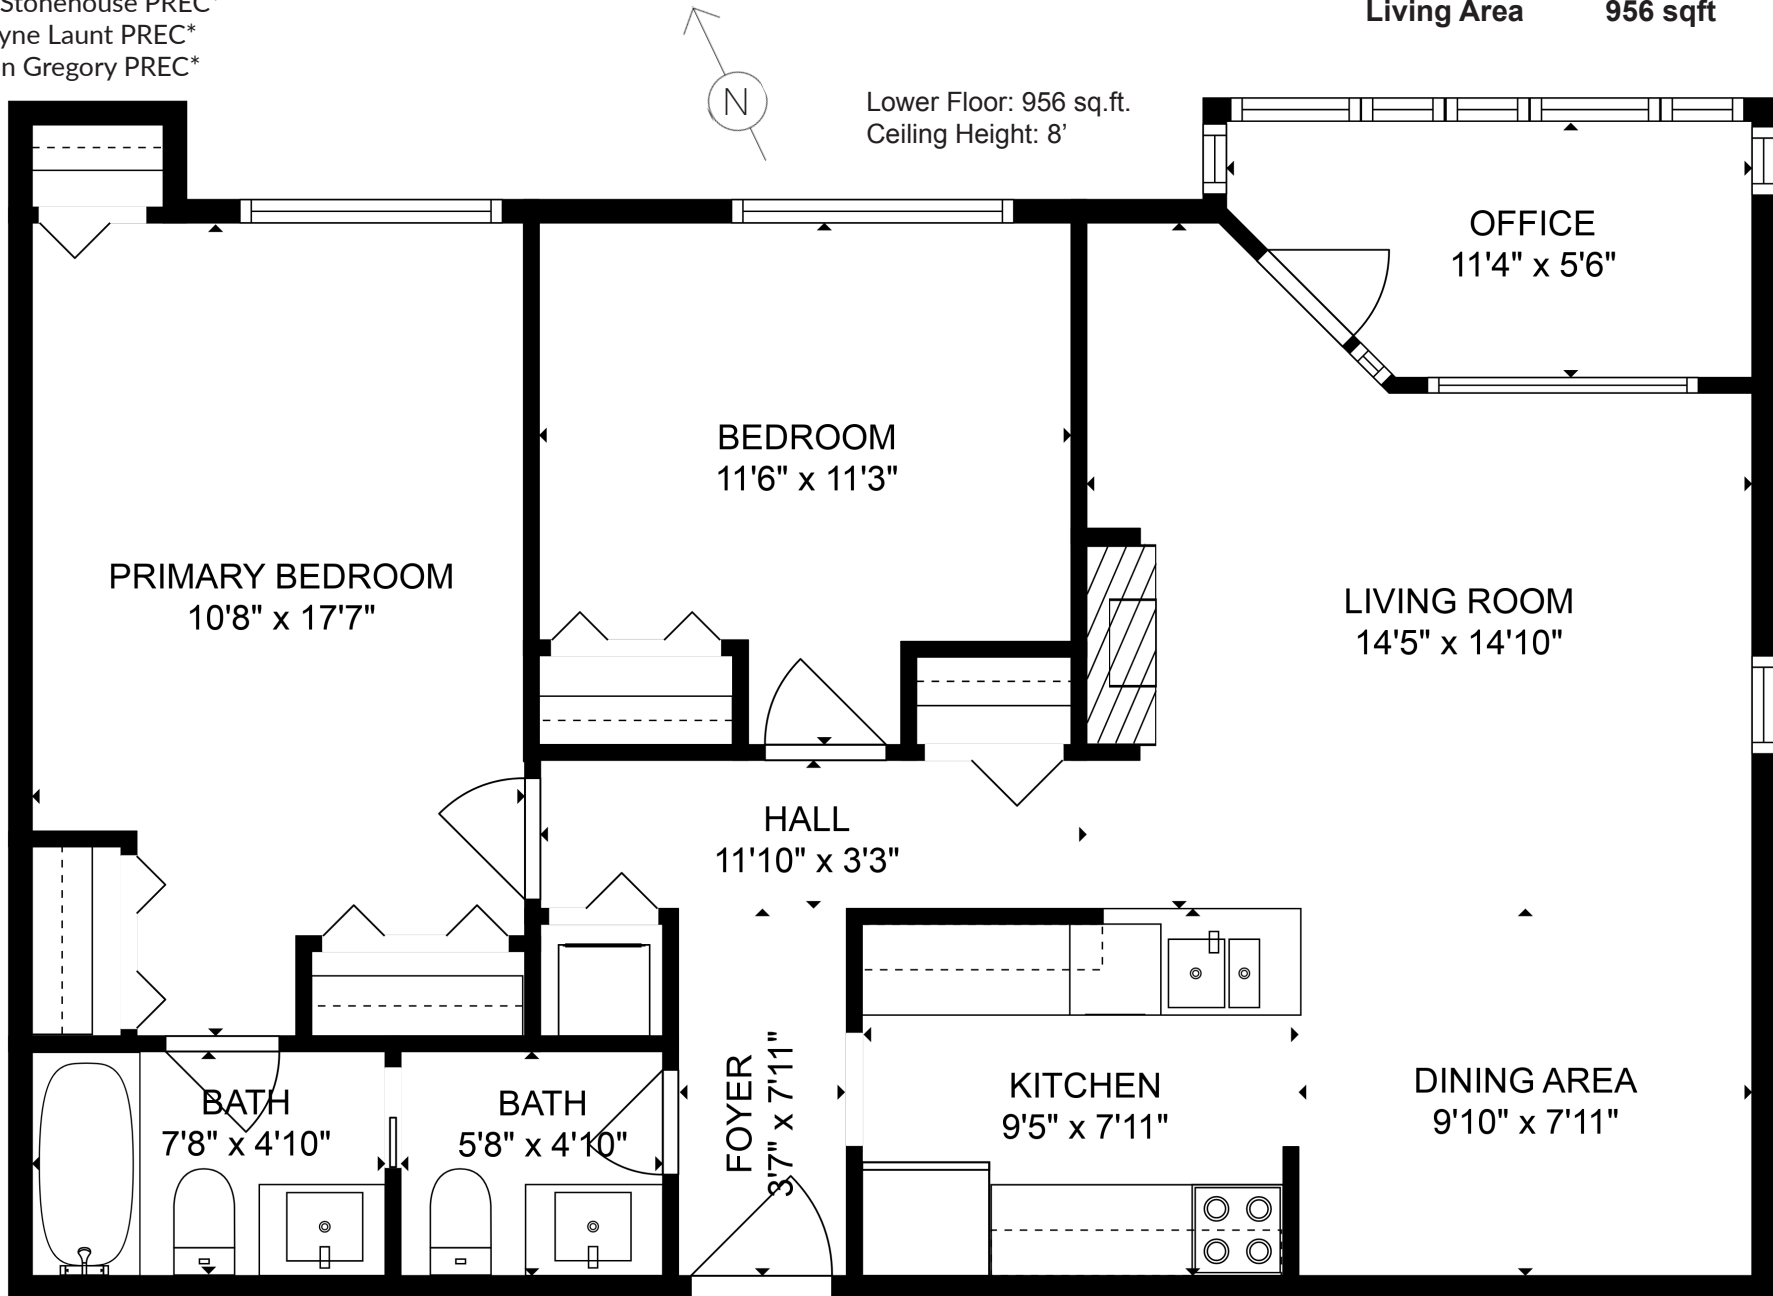 Stonehouse PREC*
yne Launt PREC*
n Gregory PREC*
N
Lower Floor: 956 sq.ft.
Ceiling Height: 8’
Living Area 956 sqft
OFFICE
11'4" x 5'6"
BEDROOM
11'6" x 11'3"
PRIMARY BEDROOM
10'8" x 17'7"
LIVING ROOM
14'5" x 14'10"
HALL
11'10" x 3'3"
BATH
7'8" x 4'10"
BATH
5'8" x 4'10"
FOYER
3'7" x 7'11"
KITCHEN
9'5" x 7'11"
DINING AREA
9'10" x 7'11"